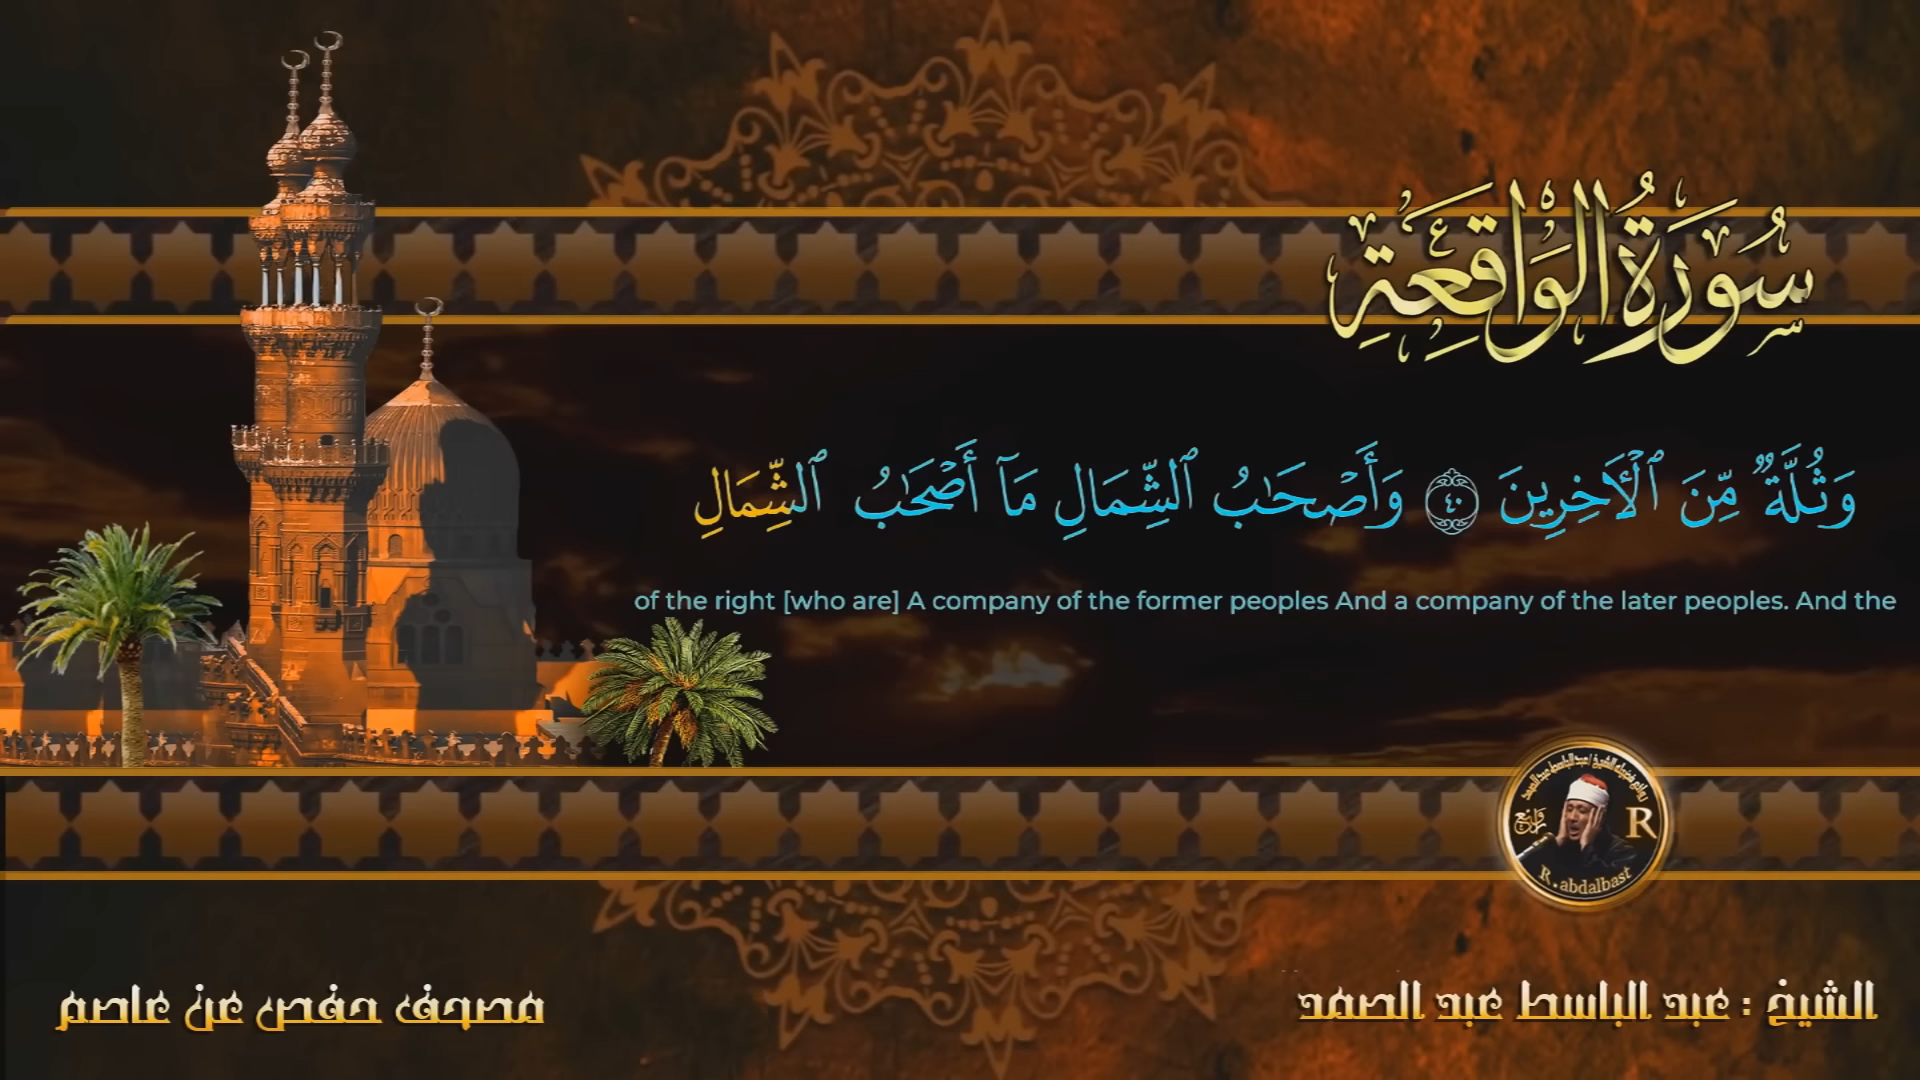 سُورَةُ الوَاقِعَةِ
وَثُلَّةٌ مِّنَ ٱلْأَخِرِينَ ٤٠ وَأَصْحَٰبُ ٱلشِّمَالِ مَآ أَصْحَٰبُ ٱلشِّمَالِ
of the right [who are] A company of the former peoples And a company of the later peoples. And the
R
R.abdalbast
الشيخ : عبد الباسط عبد الصمد
مصحف حفص عن عاصم